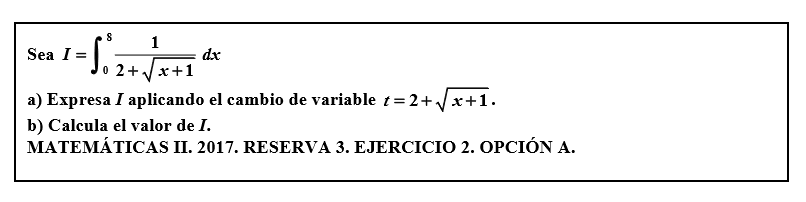 Sea I = ∫₀⁸ 1/(2+√(x+1)) dx
a) Expresa I aplicando el cambio de variable t = 2+√(x+1).
b) Calcula el valor de I.
MATEMÁTICAS II. 2017. RESERVA 3. EJERCICIO 2. OPCIÓN A.